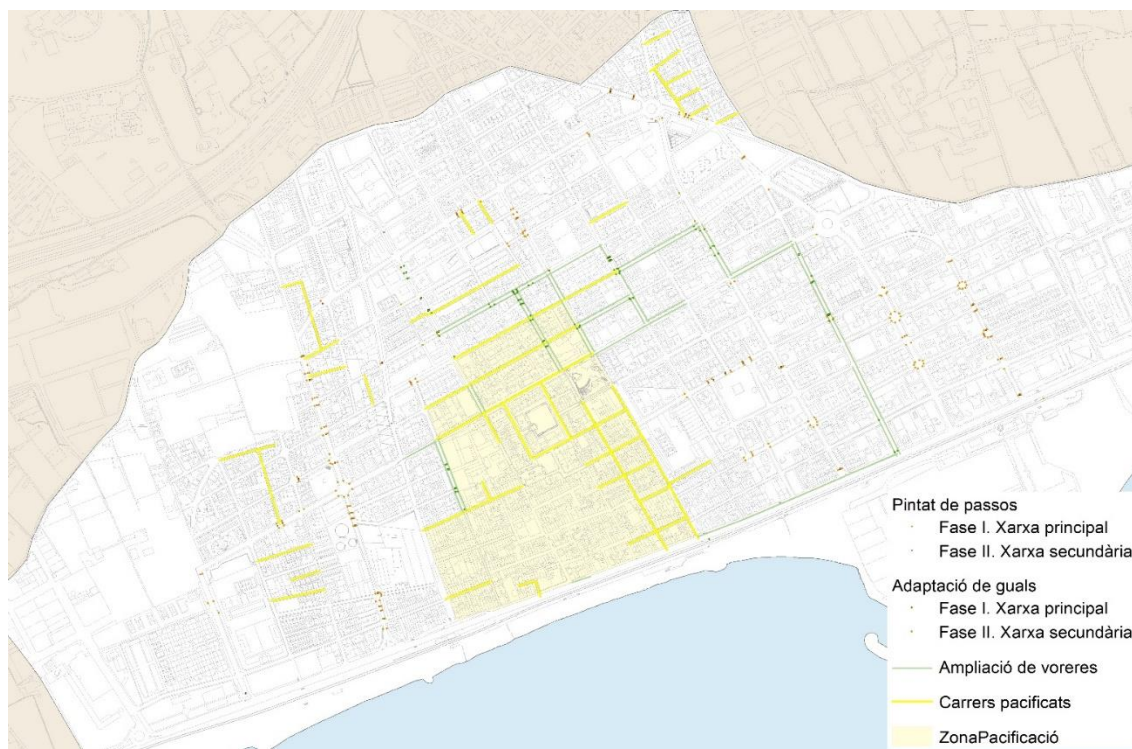 Pintat de passos
Fase I. Xarxa principal
Fase II. Xarxa secundària
Adaptació de guals
Fase I. Xarxa principal
Fase II. Xarxa secundària
Ampliació de voreres
Carrers pacificats
ZonaPacificació